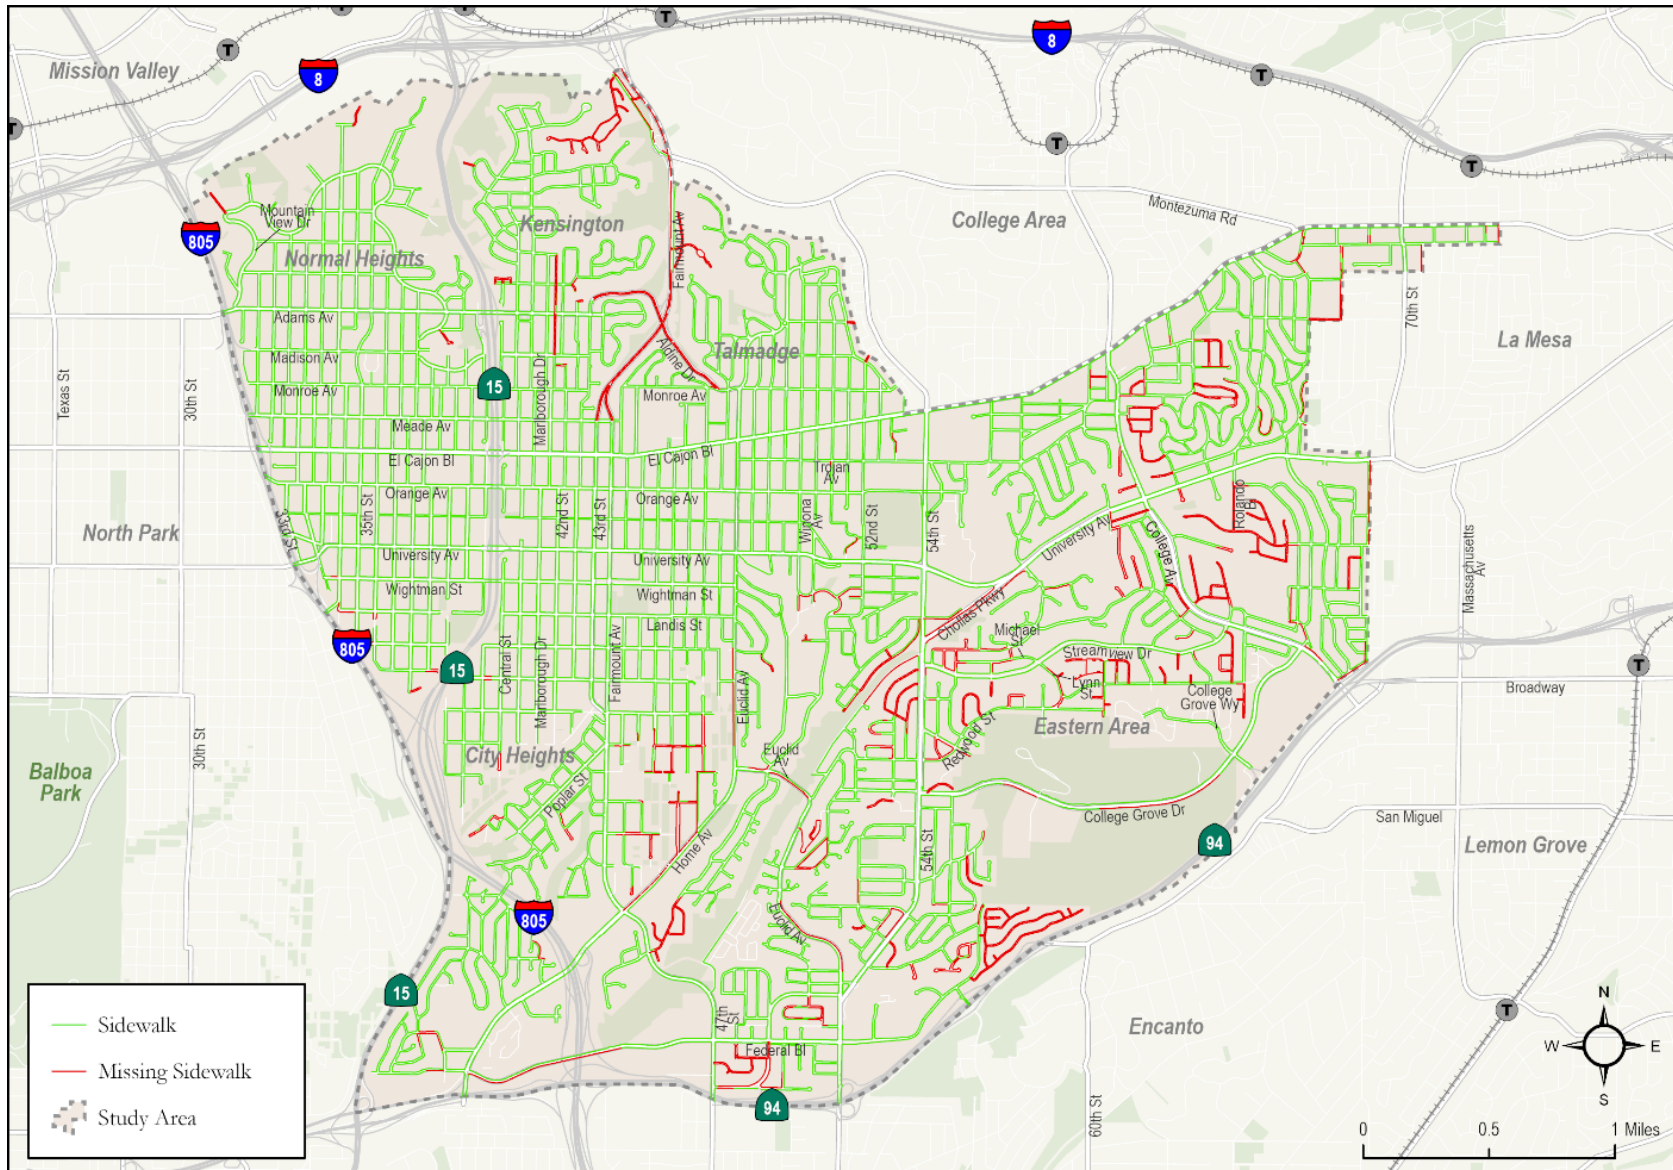 Mission Valley
T
T
T
T
8
8
T
T
T
T
805
Mountain
View Dr
Normal Heights
Kensington
Fairmount Av
College Area
Montezuma Rd
70th St
La Mesa
Adams Av
Madison Av
Monroe Av
Texas St
30th St
15
Marlborough Dr
Aldine Dr
Talmadge
Monroe Av
Meade Av
El Cajon Bl
El Cajon Bl
Trojan
Av
Orange Av
Orange Av
Rolando
Bl
North Park
33rd St
35th St
42nd St
43rd St
Winona
Av
52nd St
54th St
University Av
College Av
Massachusetts
Av
University Av
University Av
Wightman St
Wightman St
Landis St
Chollas Pkwy
Michael
St
Streamview Dr
Lynn
St
College
Grove Wy
805
15
Central St
Marlborough Dr
Fairmount Av
Euclid Av
T
Broadway
30th St
City Heights
Euclid
Av
Redwood St
Eastern Area
Balboa
Park
Poplar St
Home Av
54th St
College Grove Dr
94
San Miguel
Lemon Grove
805
Euclid Av
15
47th
St
Federal Bl
94
60th St
Encanto
T
Sidewalk
Missing Sidewalk
Study Area
N
W
E
S
0
0.5
1 Miles